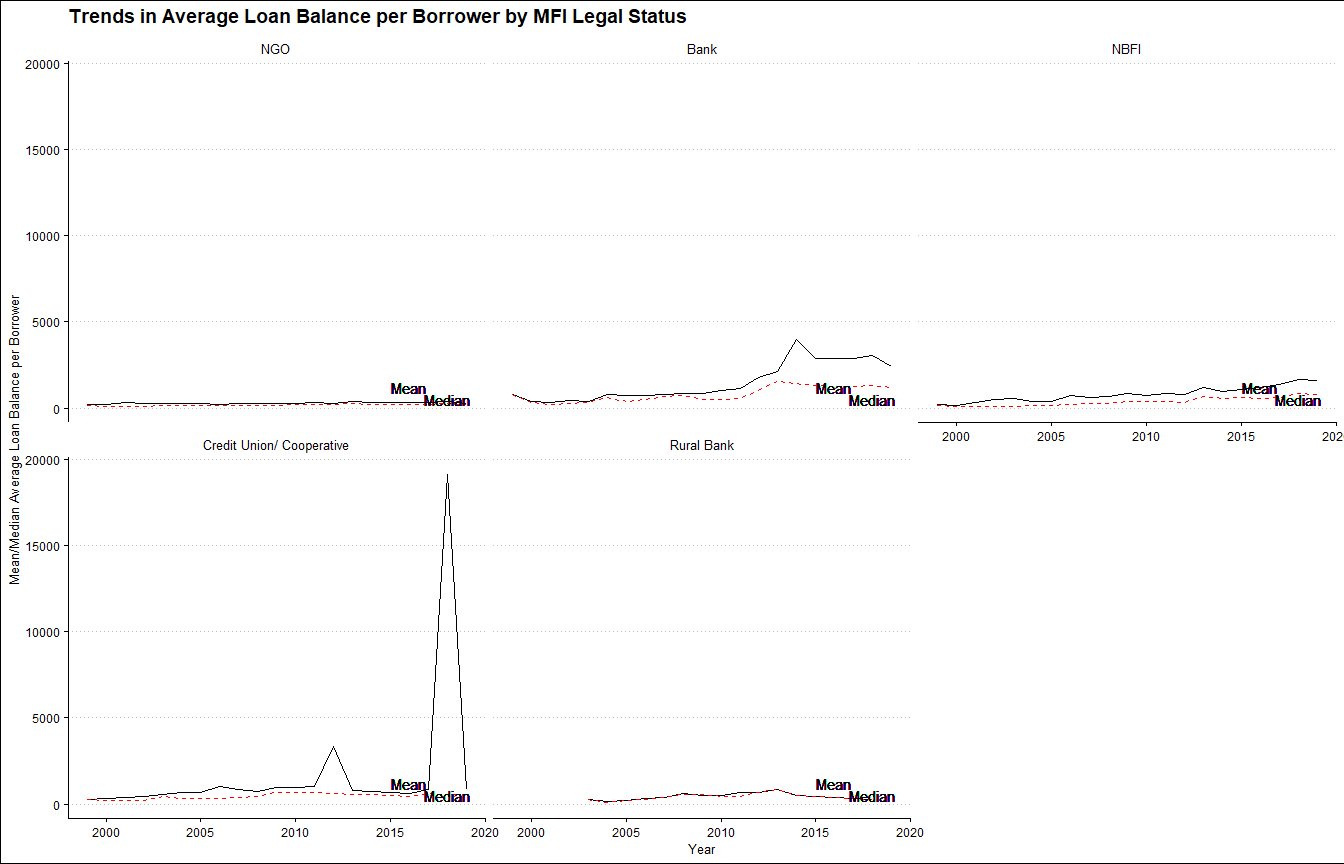 Trends in Average Loan Balance per Borrower by MFI Legal Status
NGO
Bank
NBFI
20000
15000
10000
5000
0
Mean
Median
Mean
Median
Mean
Median
2000
2005
2010
2015
202
Mean/Median Average Loan Balance per Borrower
Credit Union/ Cooperative
Rural Bank
20000
15000
10000
5000
0
Mean
Median
Mean
Median
2000
2005
2010
2015
2020
2000
2005
2010
2015
2020
Year